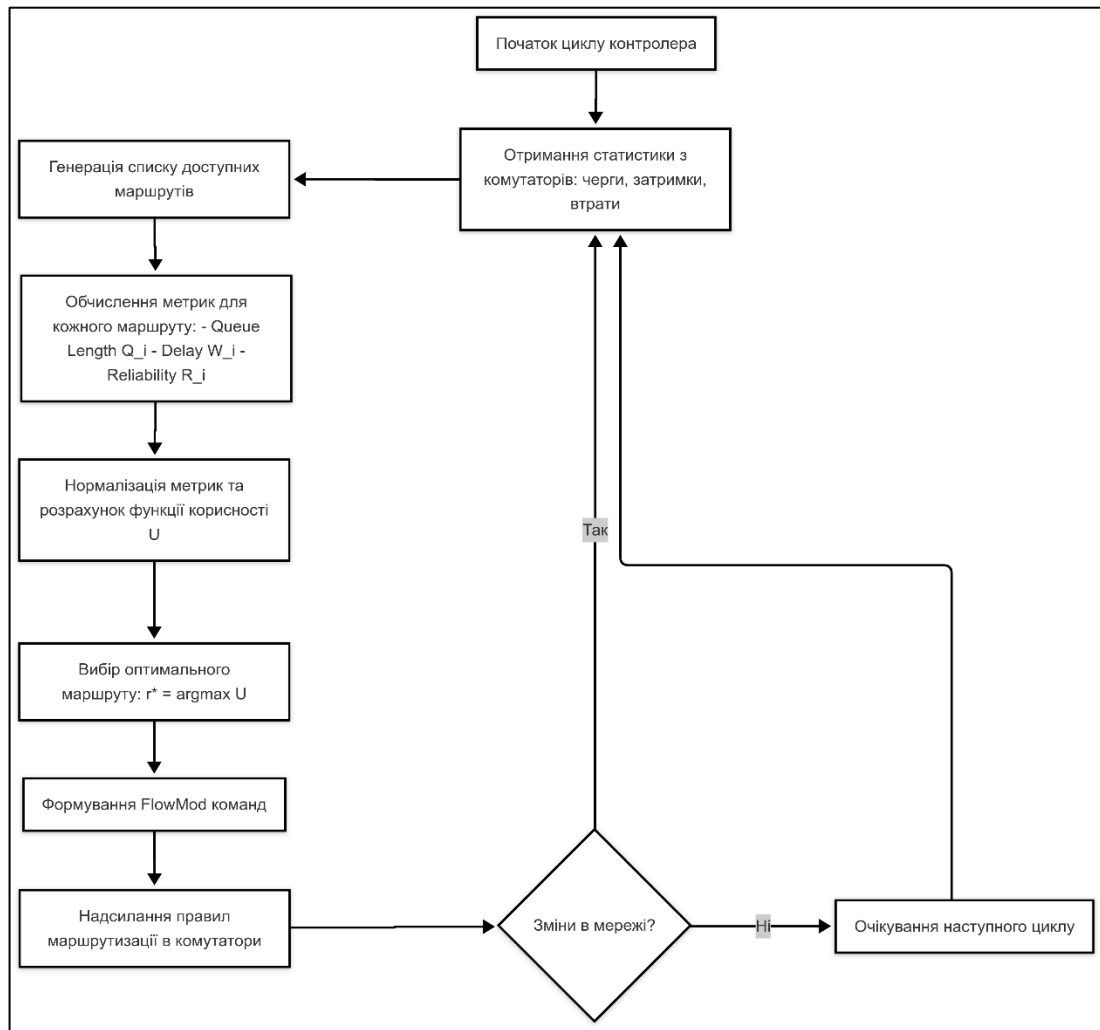 Початок циклу контролера
Отримання статистики з
комутаторів: черги, затримки,
втрати
Генерація списку доступних
маршрутів
Обчислення метрик для
кожного маршруту: - Queue
Length Q_i - Delay W_i -
Reliability R_i
Нормалізація метрик та
розрахунок функції корисності
U
Вибір оптимального
маршруту: r* = argmax U
Формування FlowMod команд
Надсилання правил
маршрутизації в комутатори
Зміни в мережі?
Так
Ні
Очікування наступного циклу